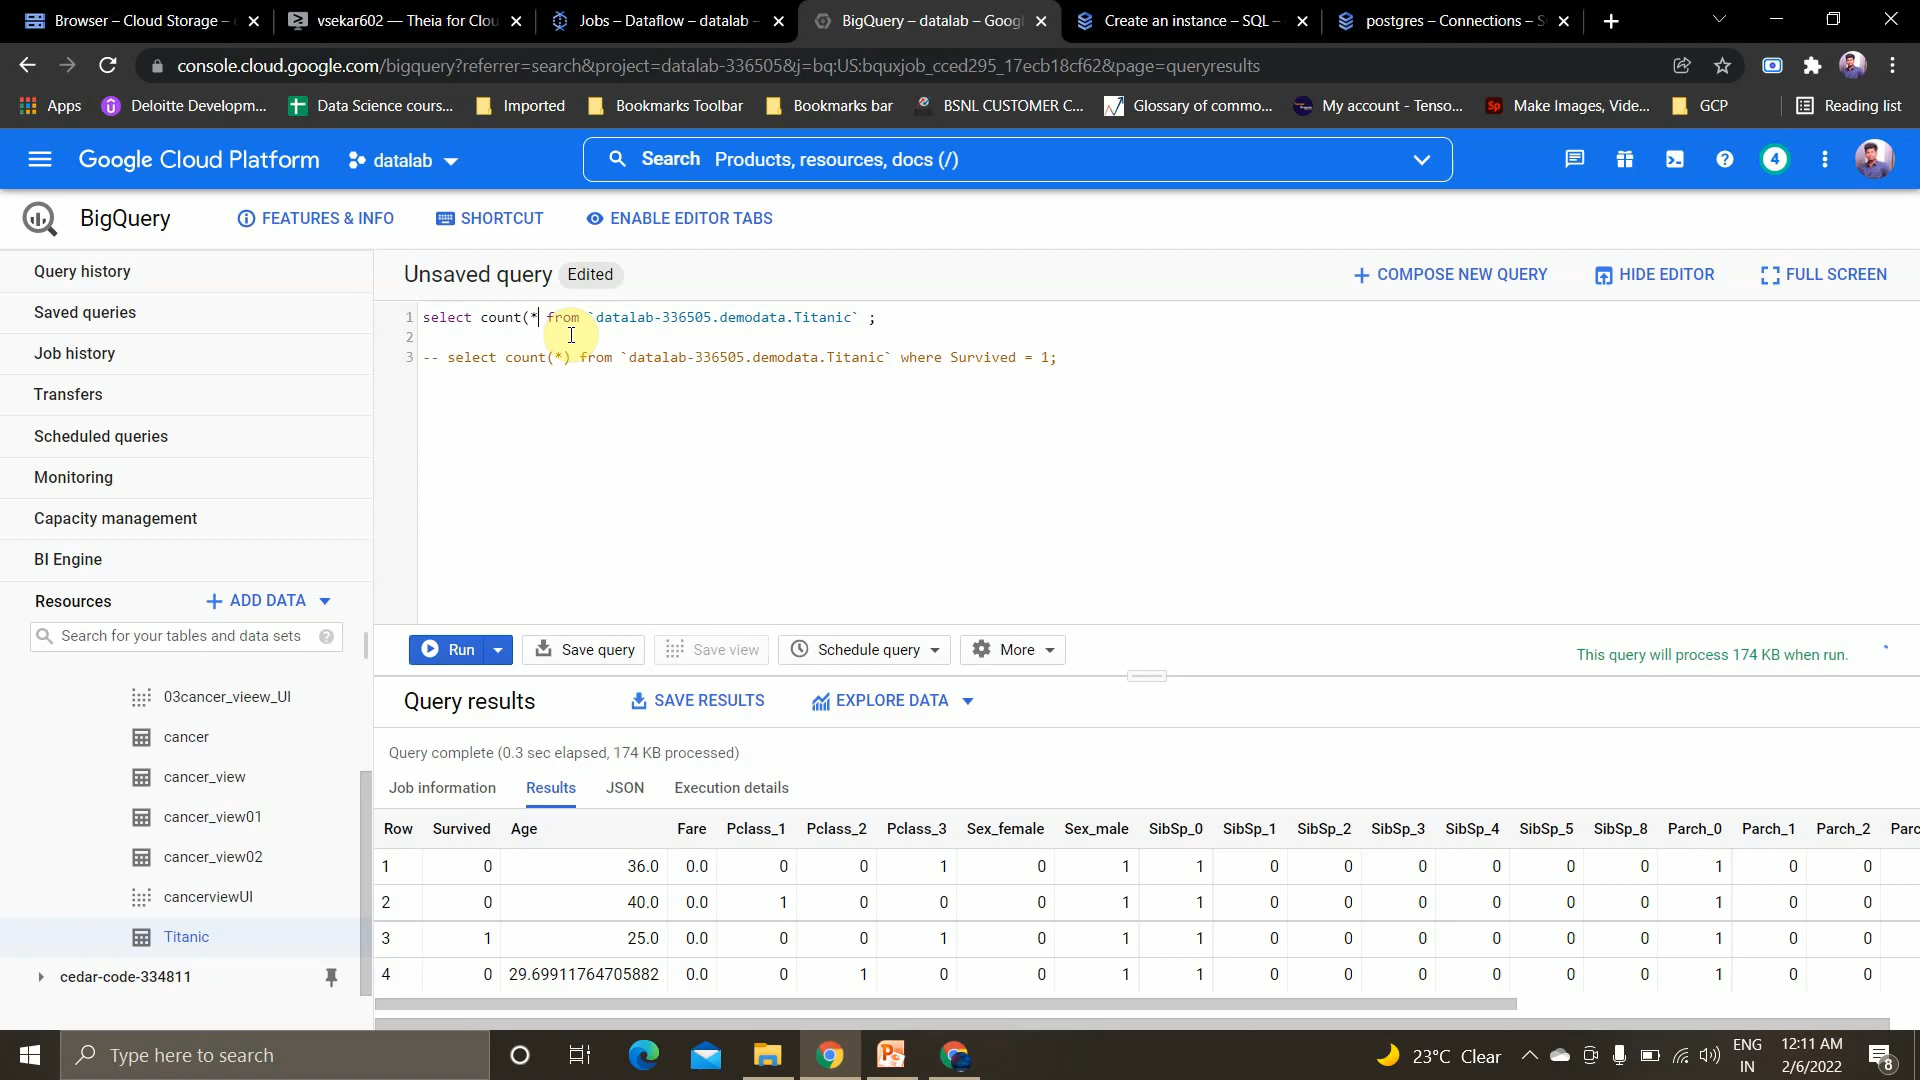 Browser – Cloud Storage –
vsekar602 — Theia for Clou
Jobs – Dataflow – datalab –
BigQuery – datalab – Googl
Create an instance – SQL –
postgres – Connections – S
console.cloud.google.com/bigquery?referrer=search&project=datalab-336505&j=bq:US:bquxjob_cced295_17ecb18cf62&page=queryresults
Apps
Deloitte Developm...
Data Science cours...
Imported
Bookmarks Toolbar
Bookmarks bar
BSNL CUSTOMER C...
Glossary of commo...
My account - Tenso...
Sp
Make Images, Vide...
GCP
Reading list
Google Cloud Platform
datalab
Search Products, resources, docs (/)
4
BigQuery
FEATURES & INFO
SHORTCUT
ENABLE EDITOR TABS
Query history
Saved queries
Job history
Transfers
Scheduled queries
Monitoring
Capacity management
BI Engine
Resources
ADD DATA
Search for your tables and data sets
03cancer_vieew_UI
cancer
cancer_view
cancer_view01
cancer_view02
cancerviewUI
Titanic
cedar-code-334811
Unsaved query Edited
COMPOSE NEW QUERY
HIDE EDITOR
FULL SCREEN
1 select count(* from `datalab-336505.demodata.Titanic` ;
2
3 -- select count(*) from `datalab-336505.demodata.Titanic` where Survived = 1;
Run
Save query
Save view
Schedule query
More
This query will process 174 KB when run.
Query results
SAVE RESULTS
EXPLORE DATA
Query complete (0.3 sec elapsed, 174 KB processed)
Job information Results JSON Execution details
Row Survived Age Fare Pclass_1 Pclass_2 Pclass_3 Sex_female Sex_male SibSp_0 SibSp_1 SibSp_2 SibSp_3 SibSp_4 SibSp_5 SibSp_8 Parch_0 Parch_1 Parch_2 Parc
1 0 36.0 0.0 0 0 1 0 1 1 0 0 0 0 0 0 1 0 0
2 0 40.0 0.0 1 0 0 0 1 1 0 0 0 0 0 0 1 0 0
3 1 25.0 0.0 0 0 1 0 1 1 0 0 0 0 0 0 1 0 0
4 0 29.69911764705882 0.0 0 1 0 0 1 1 0 0 0 0 0 0 1 0 0
Type here to search
23°C Clear
ENG
IN
12:11 AM
2/6/2022
8